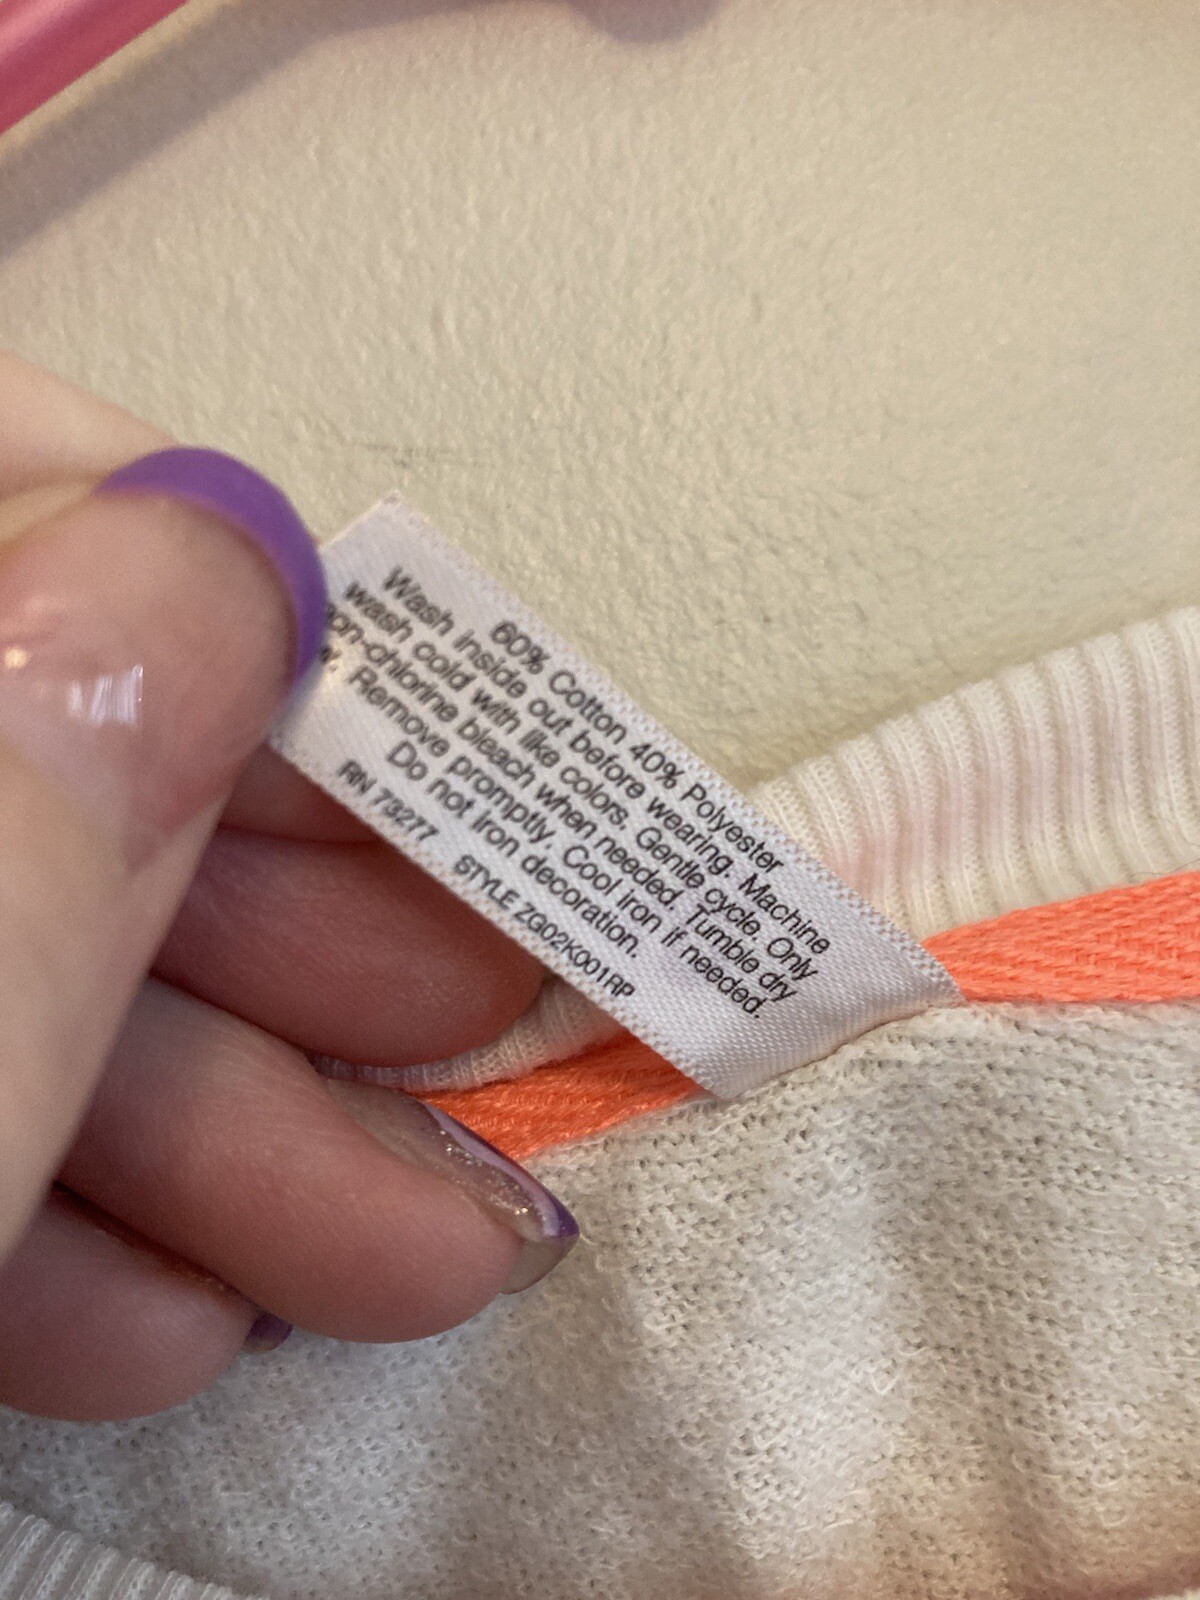 60% Cotton 40% Polyester
Wash inside out before wearing. Machine
wash cold with like colors. Gentle cycle. Only
non-chlorine bleach when needed. Tumble dry
Remove promptly. Cool iron if needed.
Do not iron decoration.
RN 73277 STYLE ZG02K001RP